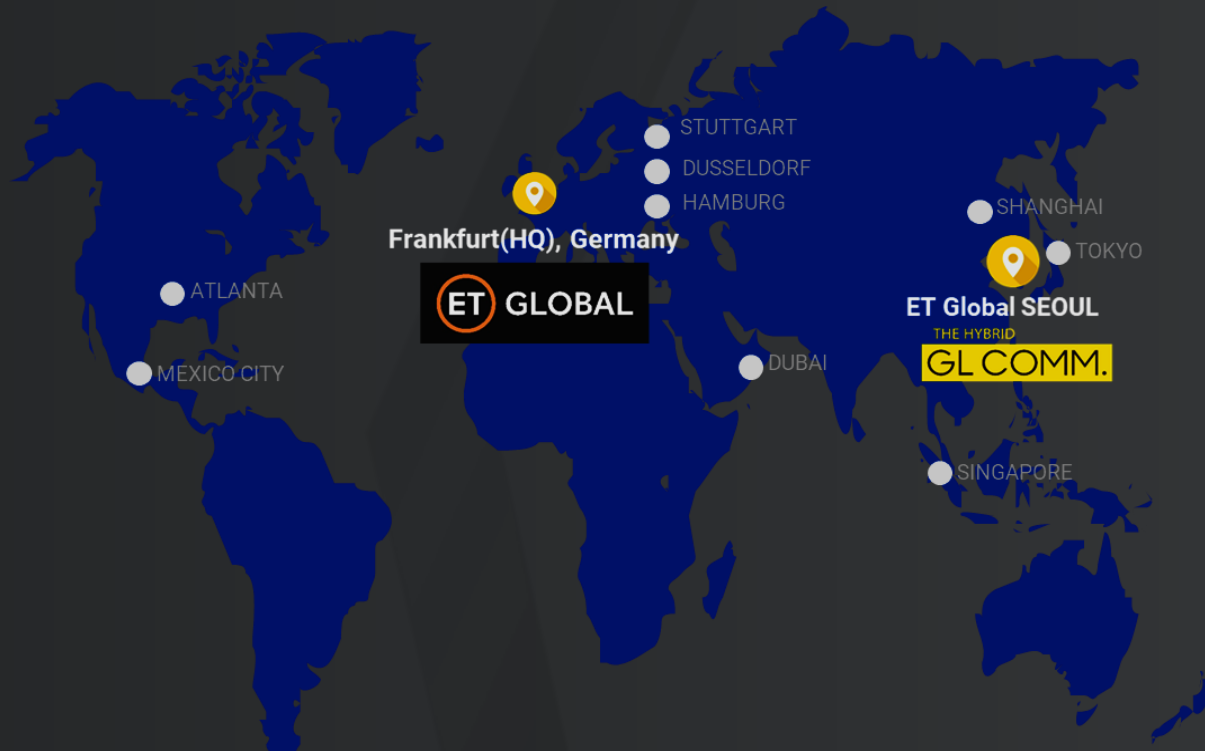 STUTTGART
DUSSELDORF
HAMBURG
Frankfurt(HQ), Germany
ET GLOBAL
ATLANTA
MEXICO CITY
DUBAI
SHANGHAI
TOKYO
ET Global SEOUL
THE HYBRID
GL COMM.
SINGAPORE